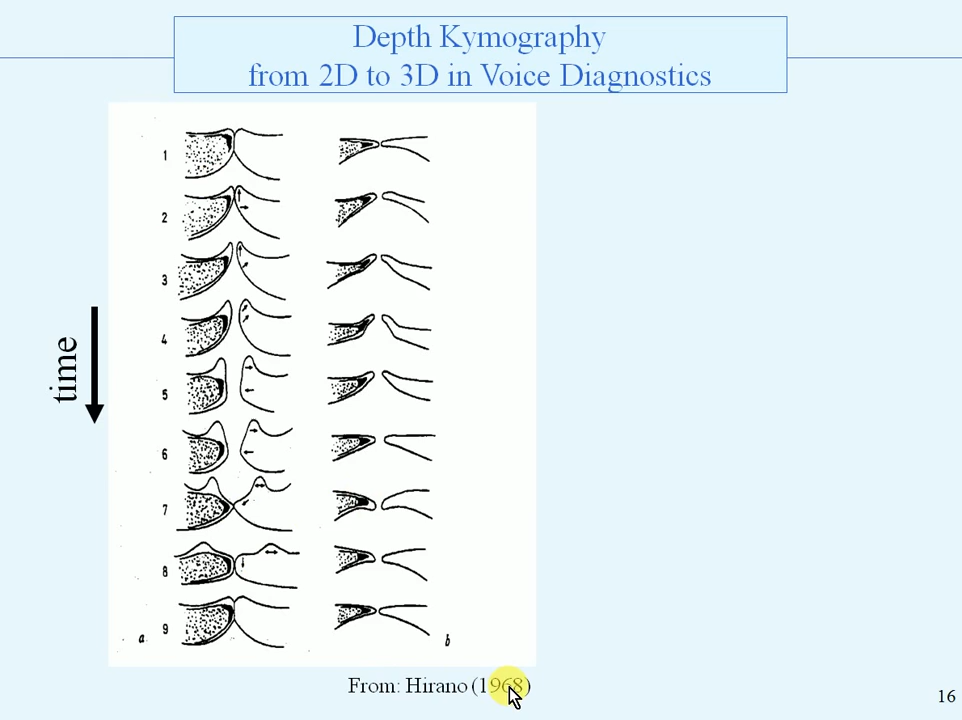 Depth Kymography
from 2D to 3D in Voice Diagnostics
1
2
3
4
5
6
7
8
9
time
a
b
From: Hirano (1968)
16